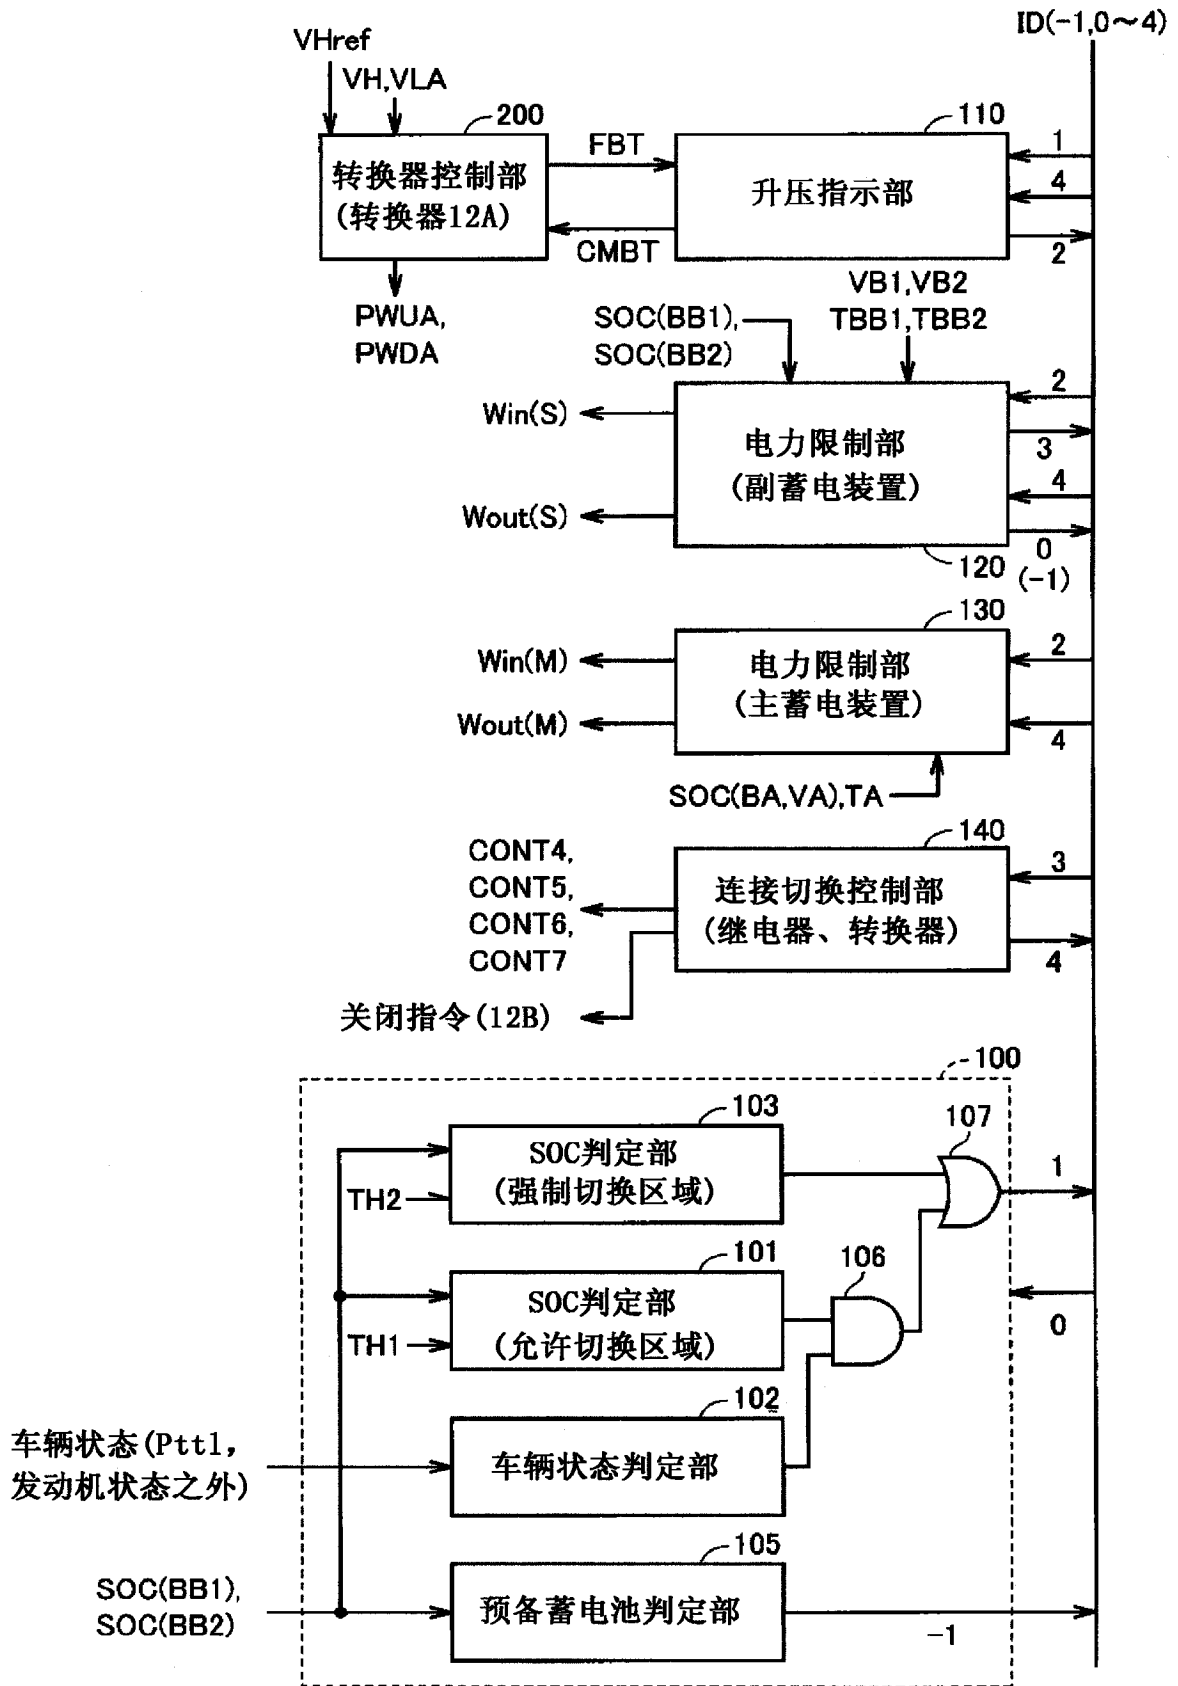 ID(-1,0～4)
VHref
VH,VLA
200
110
转换器控制部
(转换器12A)
FBT
CMBT
升压指示部
1
4
2
PWUA,
PWDA
SOC(BB1),
SOC(BB2)
VB1,VB2
TBB1,TBB2
Win(S)
Wout(S)
电力限制部
(副蓄电装置)
2
3
4
0
(-1)
120
130
Win(M)
Wout(M)
电力限制部
(主蓄电装置)
2
4
SOC(BA,VA),TA
140
CONT4,
CONT5,
CONT6,
CONT7
连接切换控制部
(继电器、转换器)
3
4
关闭指令(12B)
100
103
SOC判定部
(强制切换区域)
TH2
107
1
101
SOC判定部
(允许切换区域)
TH1
106
0
102
车辆状态判定部
车辆状态(Pttl,
发动机状态之外)
105
预备蓄电池判定部
SOC(BB1),
SOC(BB2)
-1